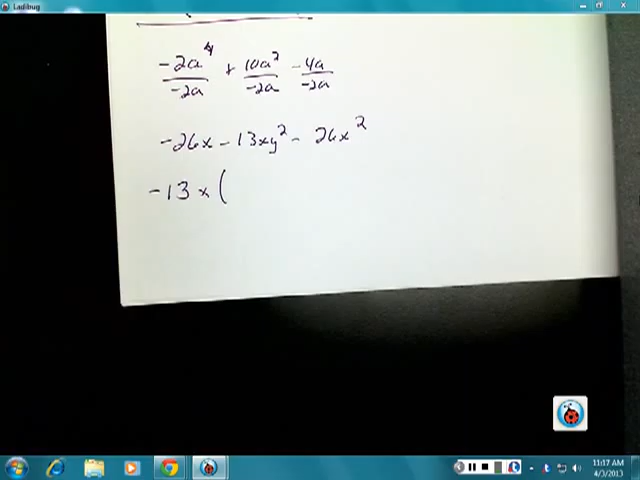 Ladibug
-2a⁴/-2a + 10a²/-2a - 4a/-2a
-26x - 13xy² - 26x²
-13x(
11:17 AM
4/3/2013